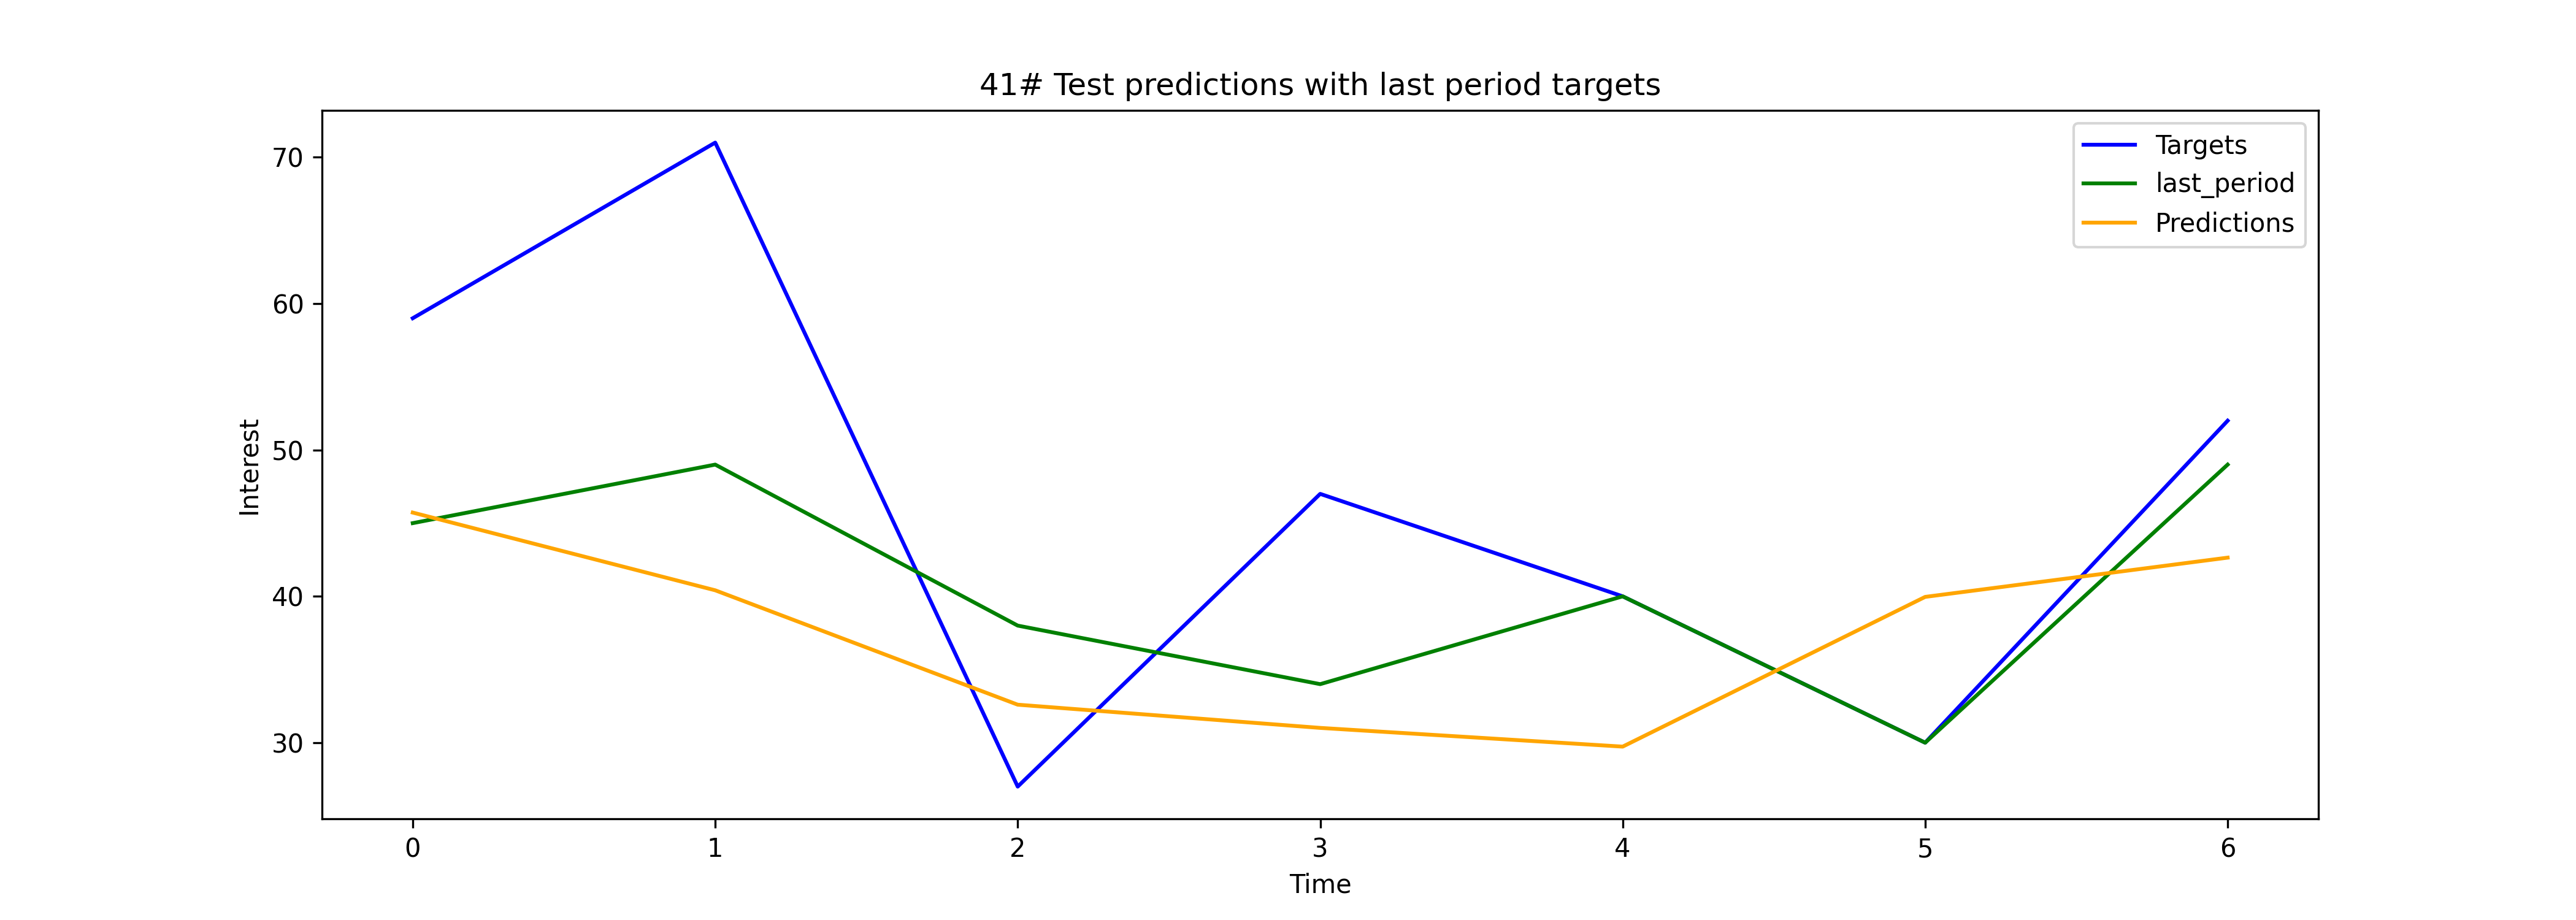 41# Test predictions with last period targets
Targets
last_period
Predictions
Interest
70
60
50
40
30
0 1 2 3 4 5 6
Time